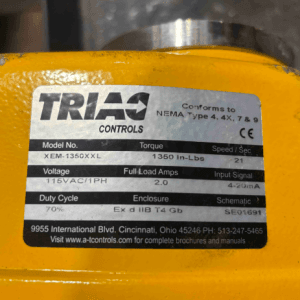 TRIAC
CONTROLS
Conforms to
NEMA Type 4, 4X, 7 & 9
CE
Model No. Torque Speed / Sec
XEM-1350XXL 1350 In-Lbs 21
Voltage Full-Load Amps Input Signal
115VAC/1PH 2.0 4-20mA
Duty Cycle Enclosure Schematic
70% Ex d IIB T4 Gb SE01691
9955 International Blvd. Cincinnati, Ohio 45246 PH: 513-247-5465
Visit www.a-tcontrols.com for complete brochures and manuals